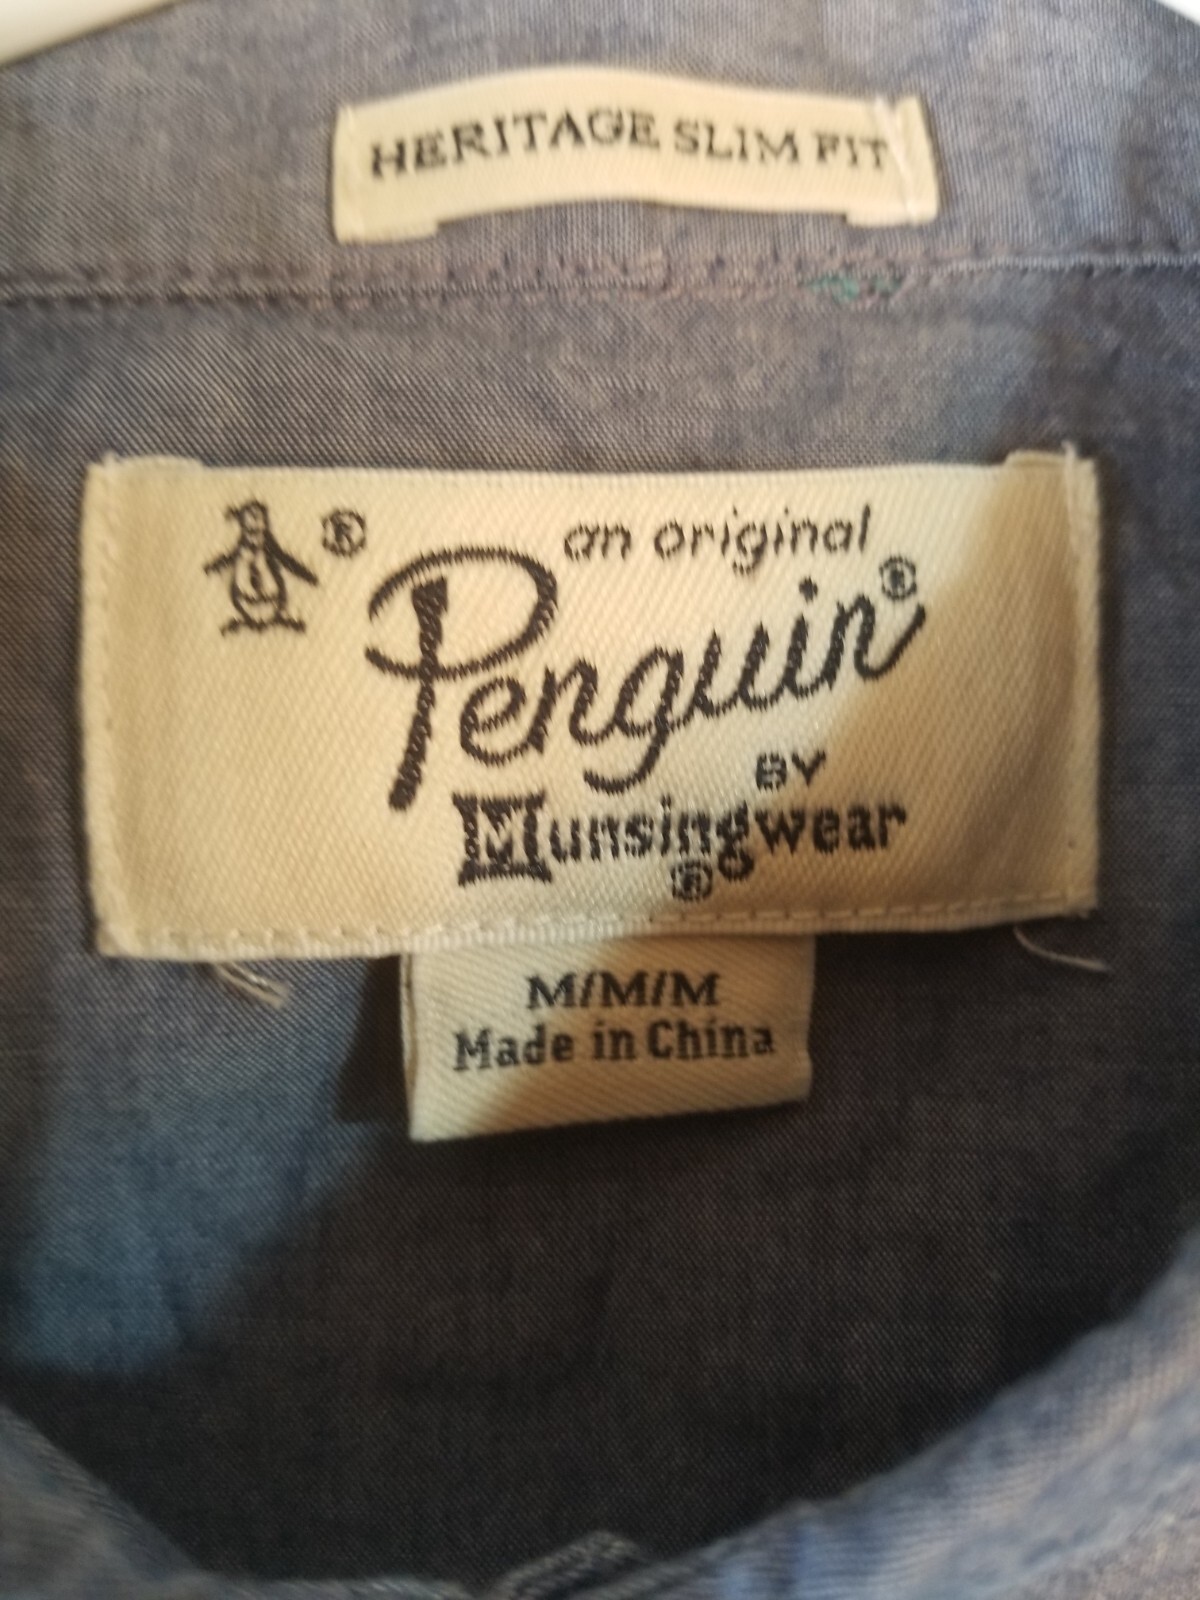 HERITAGE SLIM FIT
®
an original
Penguin®
BY
Munsingwear
®
M/M/M
Made in China